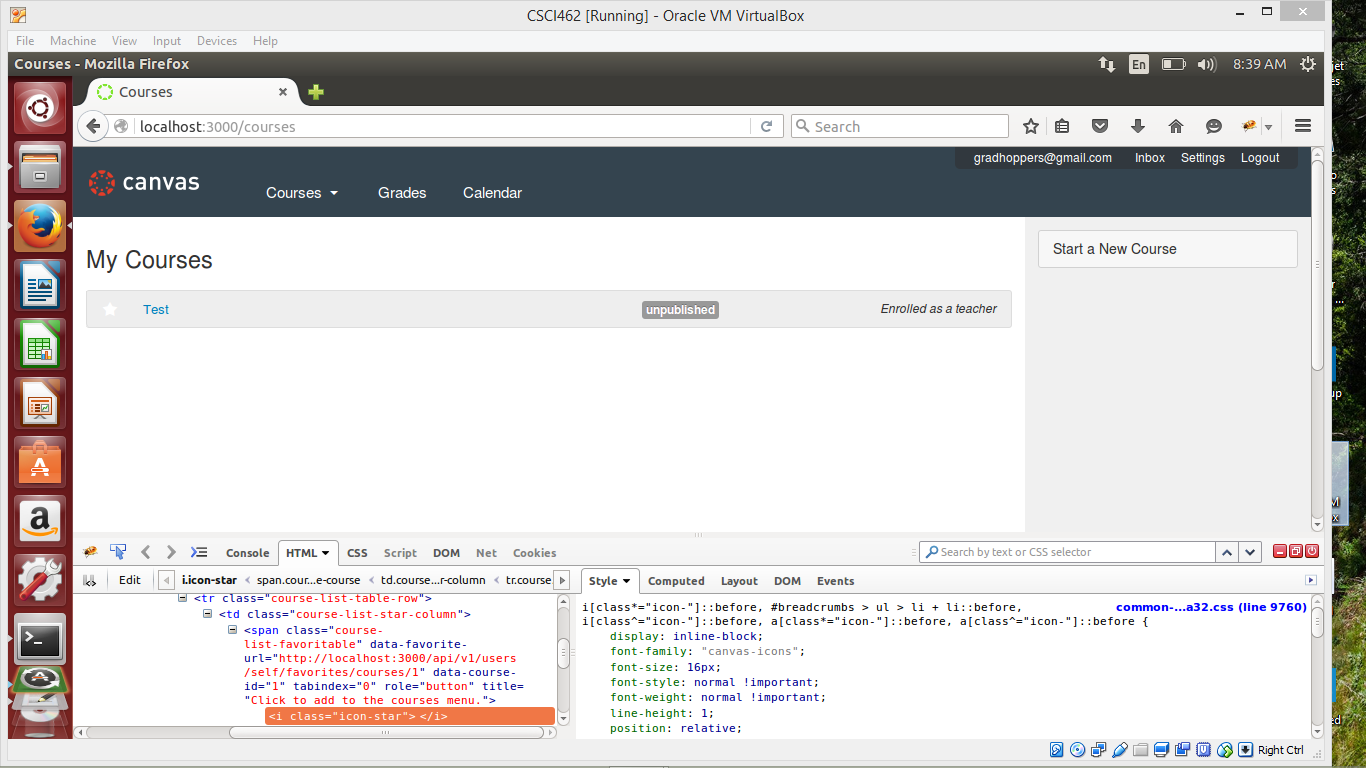 CSCI462 [Running] - Oracle VM VirtualBox
File Machine View Input Devices Help
Courses - Mozilla Firefox
En
8:39 AM
Courses
localhost:3000/courses
Search
gradhoppers@gmail.com Inbox Settings Logout
canvas
Courses Grades Calendar
My Courses
Start a New Course
Test unpublished Enrolled as a teacher
Console HTML CSS Script DOM Net Cookies
Search by text or CSS selector
Edit i.icon-star < span.cour...e-course < td.course...r-column < tr.course
Style Computed Layout DOM Events
<tr class="course-list-table-row">
<td class="course-list-star-column">
<span class="course-
list-favoritable" data-favorite-
url="http://localhost:3000/api/v1/users
/self/favorites/courses/1" data-course-
id="1" tabindex="0" role="button" title=
"Click to add to the courses menu.">
<i class="icon-star"> </i>
i[class*="icon-"]::before, #breadcrumbs > ul > li + li::before, common-...a32.css (line 9760)
i[class^="icon-"]::before, a[class*="icon-"]::before, a[class^="icon-"]::before {
display: inline-block;
font-family: "canvas-icons";
font-size: 16px;
font-style: normal !important;
font-weight: normal !important;
line-height: 1;
position: relative;
Right Ctrl